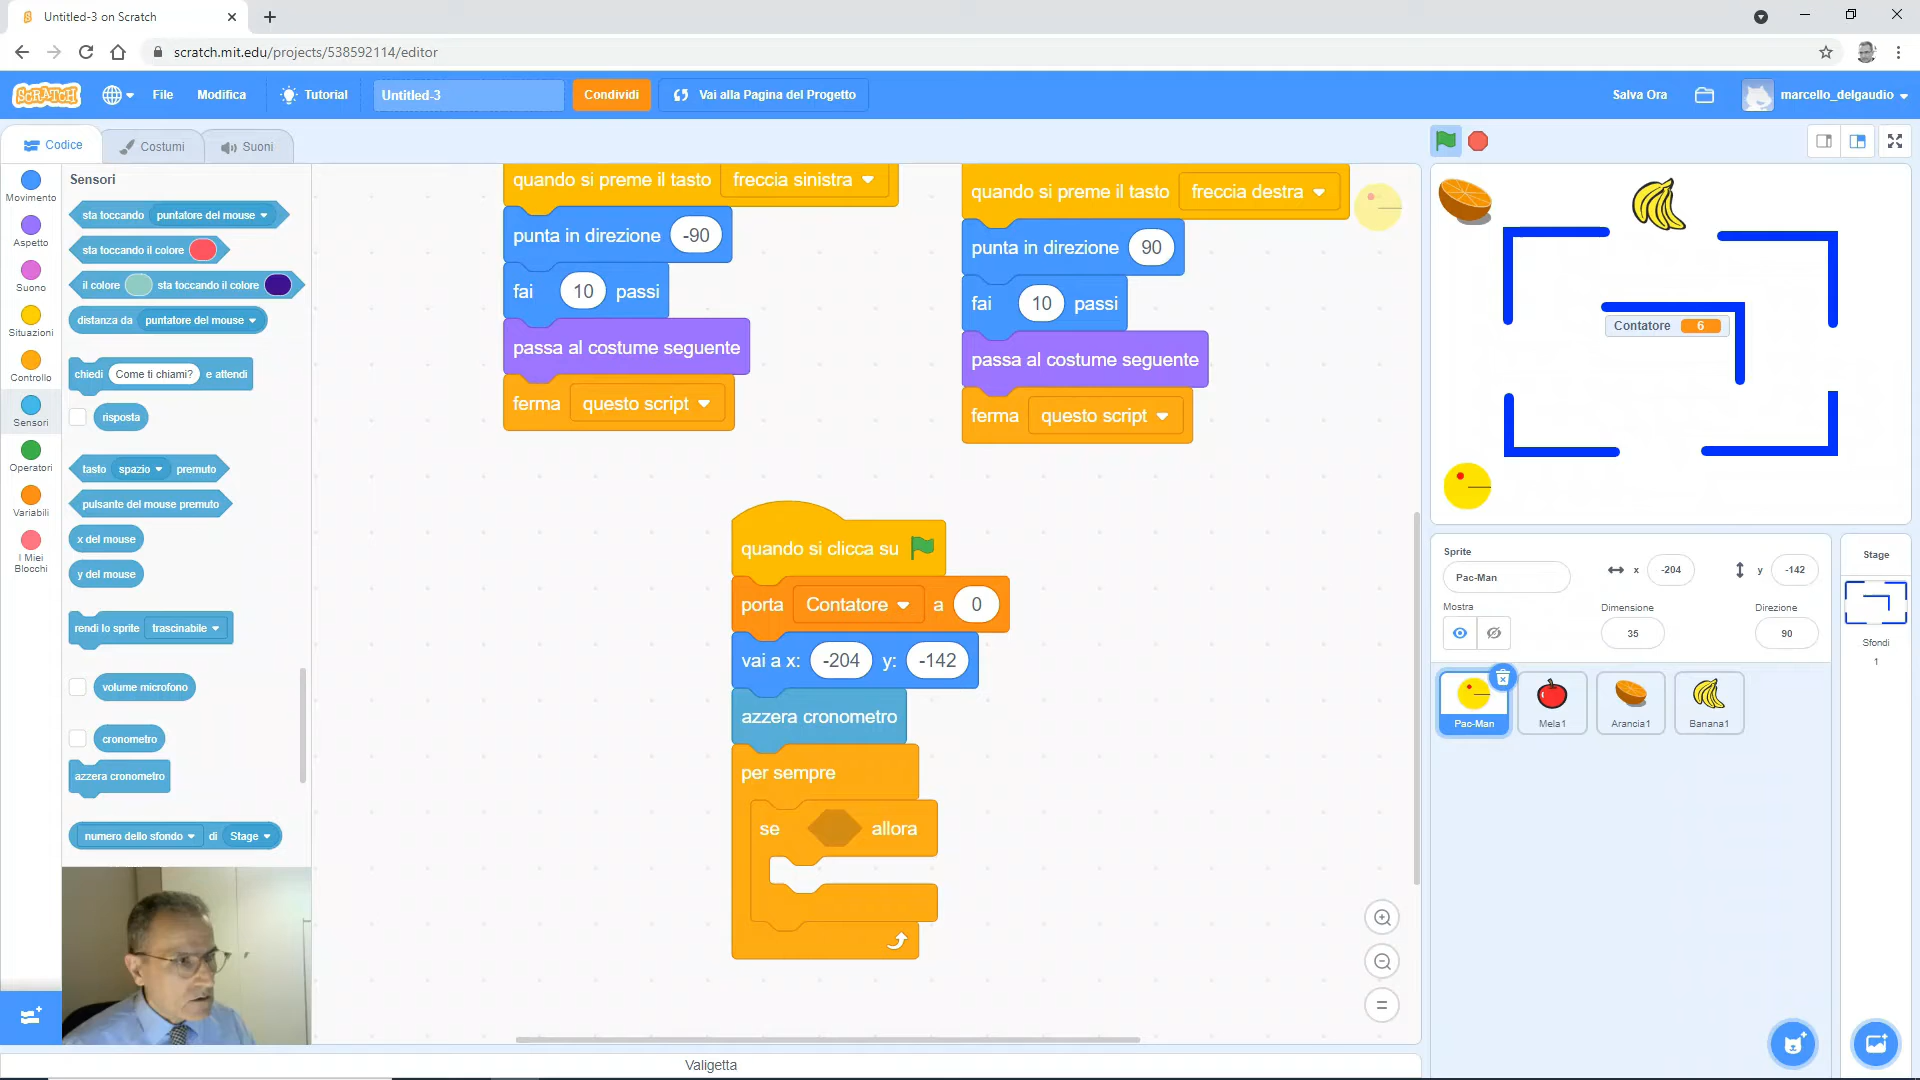 Untitled-3 on Scratch
scratch.mit.edu/projects/538592114/editor
SCRATCH
File
Modifica
Tutorial
Untitled-3
Condividi
Vai alla Pagina del Progetto
Salva Ora
marcello_delgaudio
Codice
Costumi
Suoni
Movimento
Aspetto
Suono
Situazioni
Controllo
Sensori
Operatori
Variabili
I Miei
Blocchi
Sensori
sta toccando puntatore del mouse
sta toccando il colore
il colore sta toccando il colore
distanza da puntatore del mouse
chiedi Come ti chiami? e attendi
risposta
tasto spazio premuto
pulsante del mouse premuto
x del mouse
y del mouse
rendi lo sprite trascinabile
volume microfono
cronometro
azzera cronometro
numero dello sfondo di Stage
quando si preme il tasto freccia sinistra
punta in direzione -90
fai 10 passi
passa al costume seguente
ferma questo script
quando si preme il tasto freccia destra
punta in direzione 90
fai 10 passi
passa al costume seguente
ferma questo script
quando si clicca su
porta Contatore a 0
vai a x: -204 y: -142
azzera cronometro
per sempre
se allora
Valigetta
Contatore 6
Sprite
Pac-Man
x -204
y -142
Mostra
Dimensione
35
Direzione
90
Pac-Man
Mela1
Arancia1
Banana1
Stage
Sfondi
1